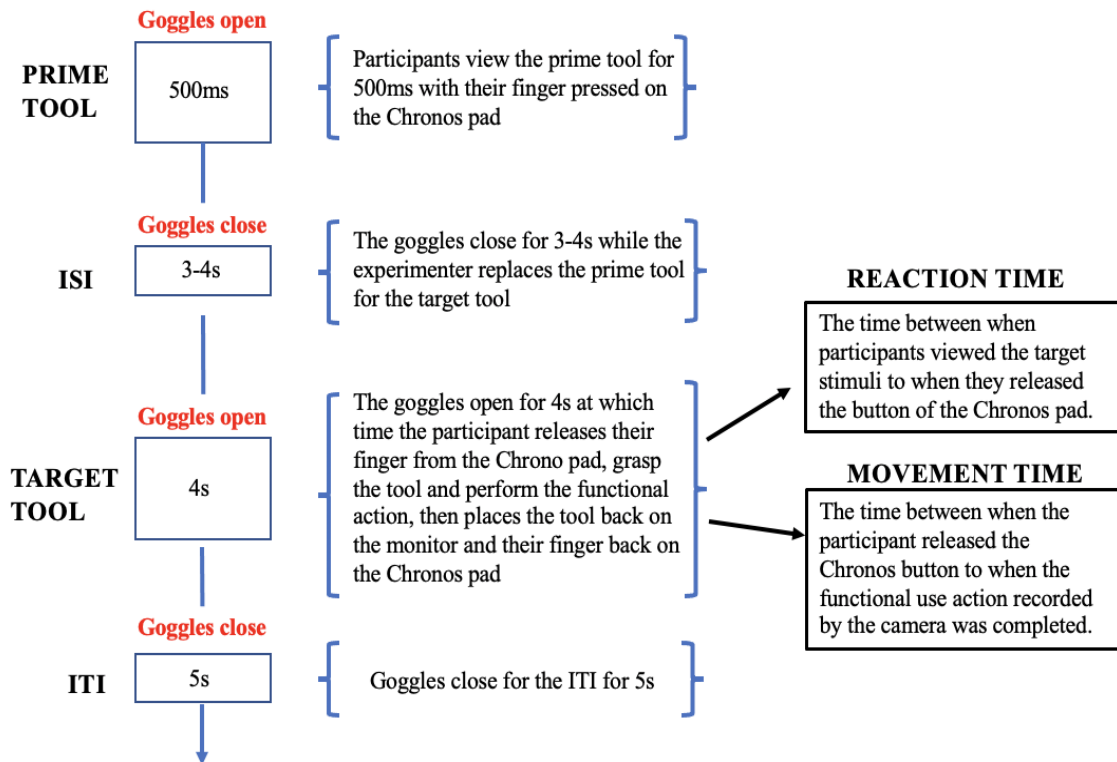 Goggles open
PRIME
TOOL
500ms
Participants view the prime tool for
500ms with their finger pressed on
the Chronos pad
Goggles close
ISI
3-4s
The goggles close for 3-4s while the
experimenter replaces the prime tool
for the target tool
Goggles open
TARGET
TOOL
4s
The goggles open for 4s at which
time the participant releases their
finger from the Chrono pad, grasp
the tool and perform the functional
action, then places the tool back on
the monitor and their finger back on
the Chronos pad
REACTION TIME
The time between when
participants viewed the target
stimuli to when they released
the button of the Chronos pad.
MOVEMENT TIME
The time between when the
participant released the
Chronos button to when the
functional use action recorded
by the camera was completed.
Goggles close
ITI
5s
Goggles close for the ITI for 5s